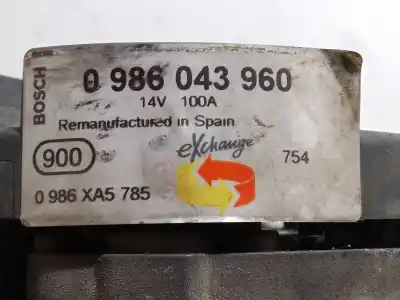 BOSCH
0 986 043 960
14V 100A
Remanufactured in Spain
eXchange
900
754
0 986 XA5 785